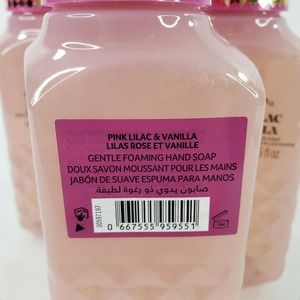 PINK LILAC & VANILLA
LILAS ROSE ET VANILLE
GENTLE FOAMING HAND SOAP
DOUX SAVON MOUSSANT POUR LES MAINS
JABÓN DE SUAVE ESPUMA PARA MANOS
صابون يدوي ذو رغوة لطيفة
30597197
0 667555 959551